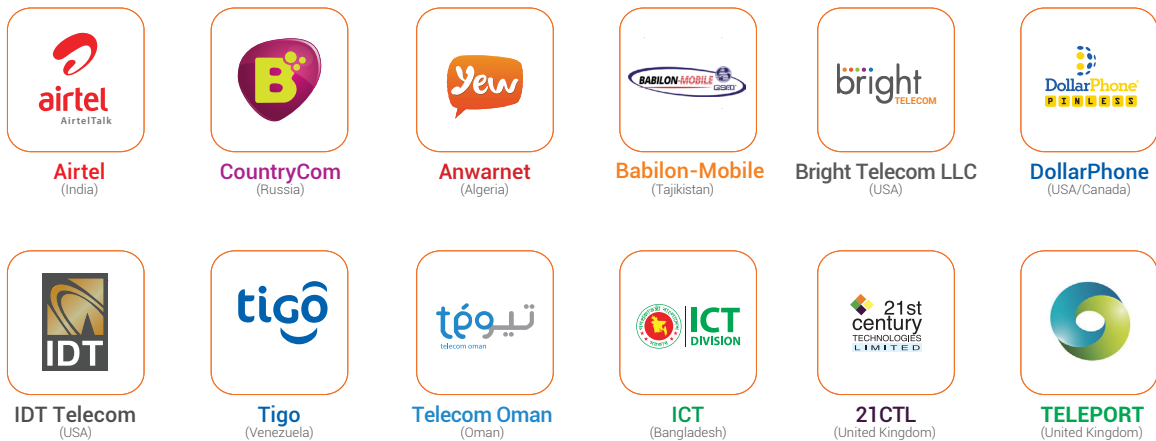 airtel
AirtelTalk
Airtel
(India)
B
CountryCom
(Russia)
yew
Anwarnet
(Algeria)
BABILON-MOBILE
Babilon-Mobile
(Tajikistan)
bright
TELECOM
Bright Telecom LLC
(USA)
DollarPhone®
PINLESS
DollarPhone
(USA/Canada)
IDT
IDT Telecom
(USA)
tigo
Tigo
(Venezuela)
téo تيو
telecom oman
Telecom Oman
(Oman)
ICT
DIVISION
ICT
(Bangladesh)
21st
century
TECHNOLOGIES
LIMITED
21CTL
(United Kingdom)
TELEPORT
(United Kingdom)